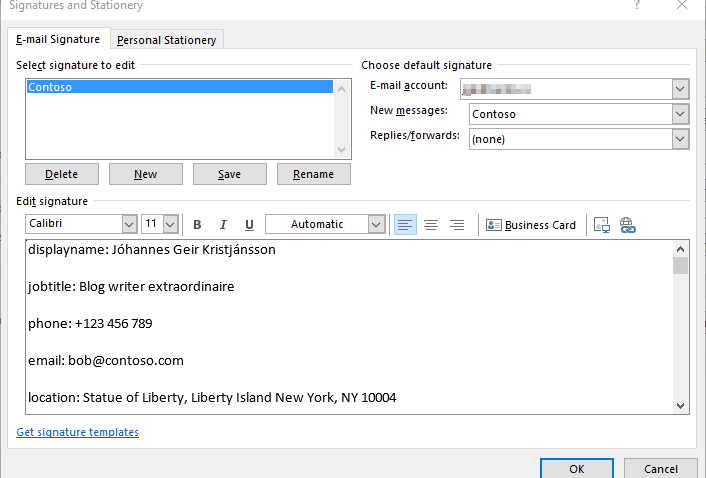 Signatures and Stationery ? ×
E-mail Signature Personal Stationery
Select signature to edit
Contoso
Delete New Save Rename
Choose default signature
E-mail account:
New messages: Contoso
Replies/forwards: (none)
Edit signature
Calibri 11 B I U Automatic Business Card
displayname: Jóhannes Geir Kristjánsson
jobtitle: Blog writer extraordinaire
phone: +123 456 789
email: bob@contoso.com
location: Statue of Liberty, Liberty Island New York, NY 10004
Get signature templates
OK Cancel